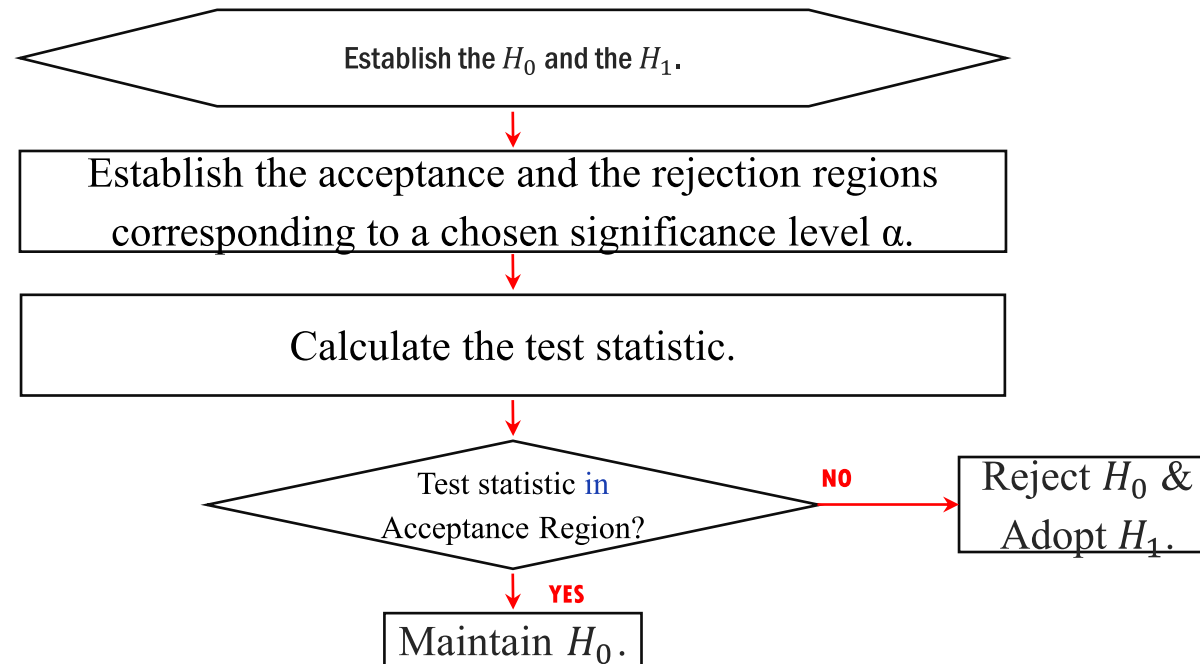 Establish the H₀ and the H₁.
Establish the acceptance and the rejection regions
corresponding to a chosen significance level α.
Calculate the test statistic.
Test statistic in
Acceptance Region?
NO
Reject H₀ &
Adopt H₁.
YES
Maintain H₀.